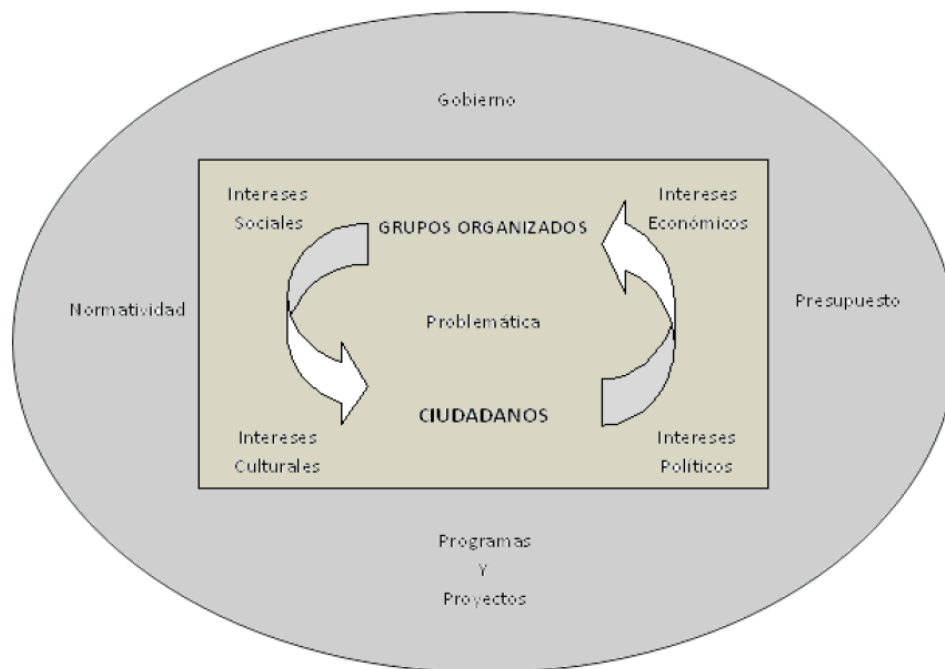 Gobierno
Intereses
Sociales
Intereses
Económicos
GRUPOS ORGANIZADOS
Normatividad
Problemática
Presupuesto
CIUDADANOS
Intereses
Culturales
Intereses
Políticos
Programas
Y
Proyectos